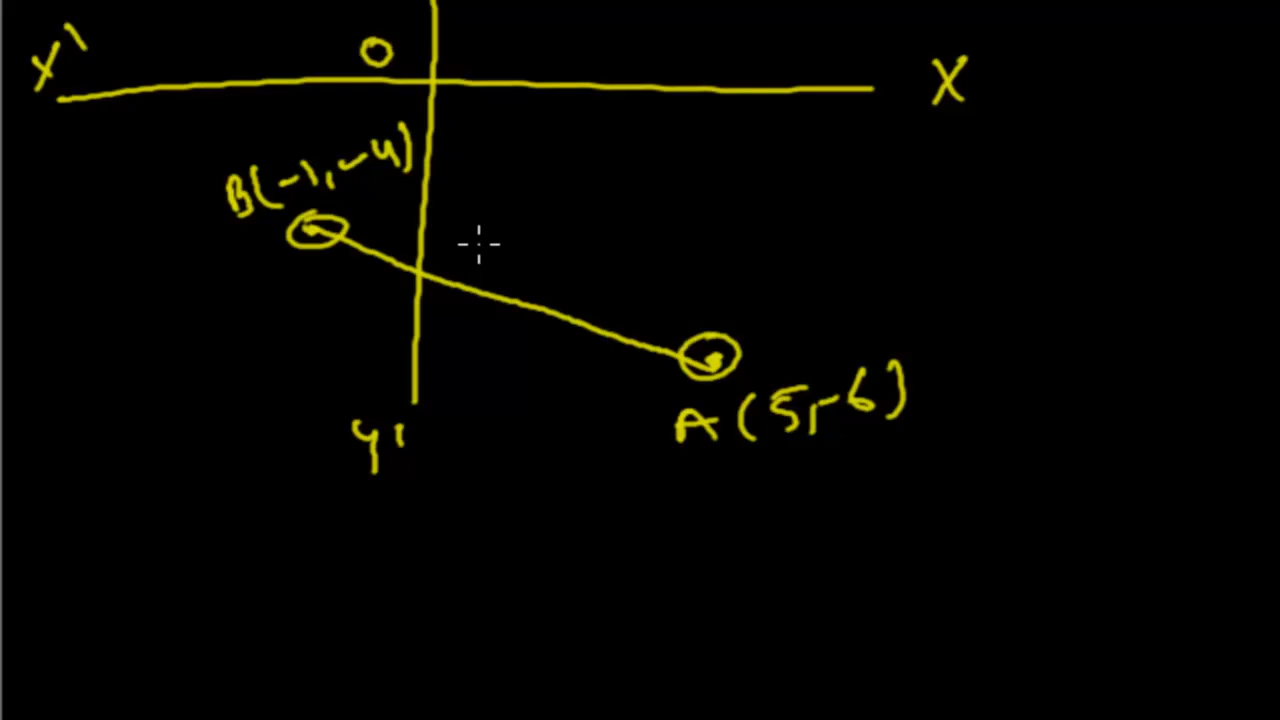 X'
O
X
B(-1,-4)
A(5,-6)
y'